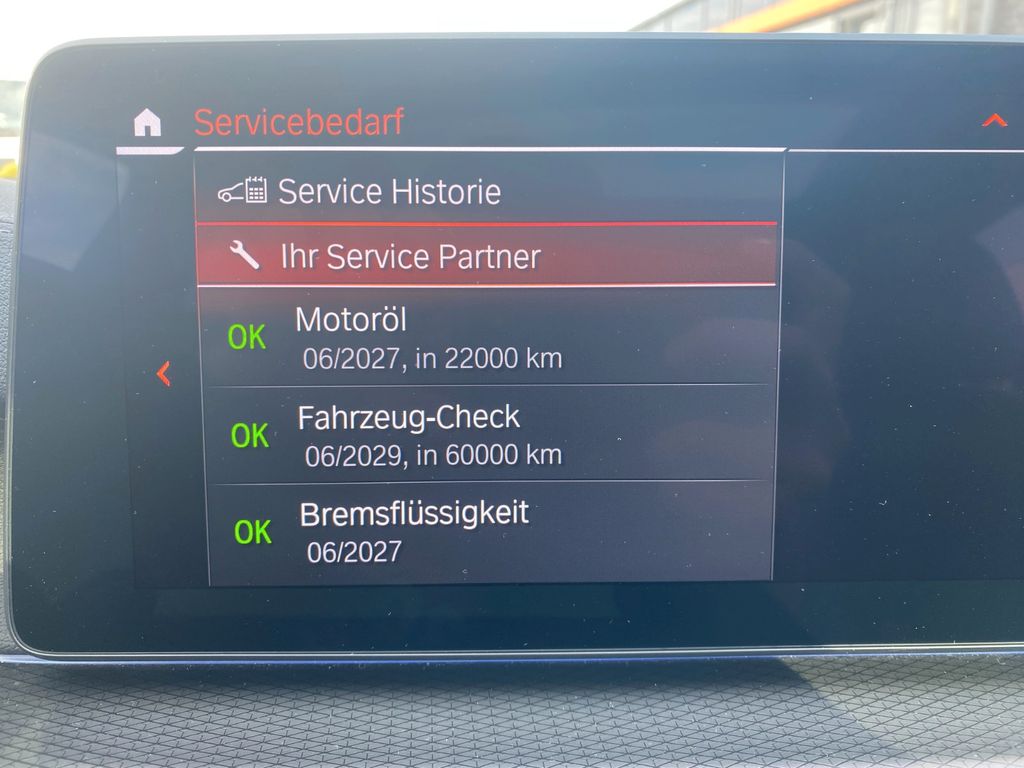 Servicebedarf
Service Historie
Ihr Service Partner
OK
Motoröl
06/2027, in 22000 km
OK
Fahrzeug-Check
06/2029, in 60000 km
OK
Bremsflüssigkeit
06/2027